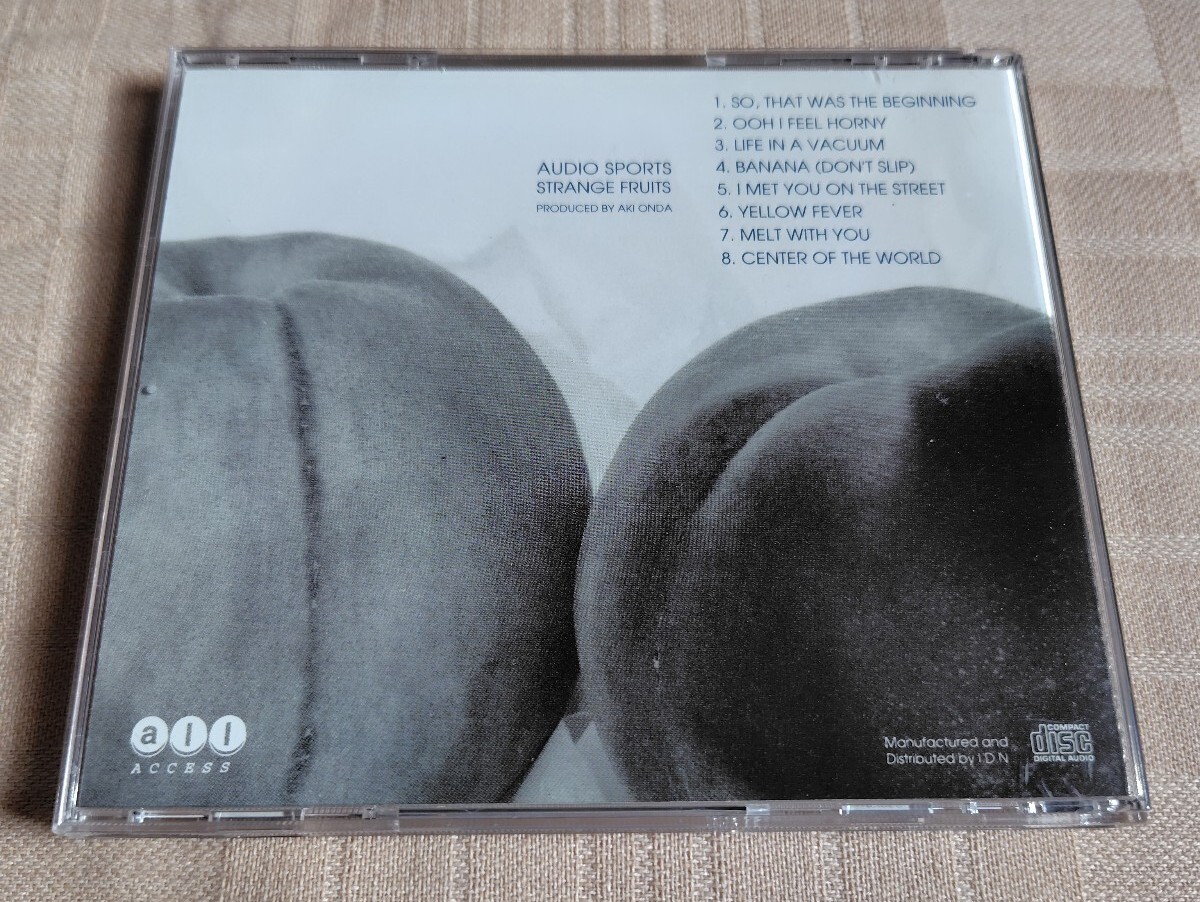 AUDIO SPORTS
STRANGE FRUITS
PRODUCED BY AKI ONDA
1. SO, THAT WAS THE BEGINNING
2. OOH I FEEL HORNY
3. LIFE IN A VACUUM
4. BANANA (DON'T SLIP)
5. I MET YOU ON THE STREET
6. YELLOW FEVER
7. MELT WITH YOU
8. CENTER OF THE WORLD
all
ACCESS
Manufactured and
Distributed by I'D'N
COMPACT
disc
DIGITAL AUDIO